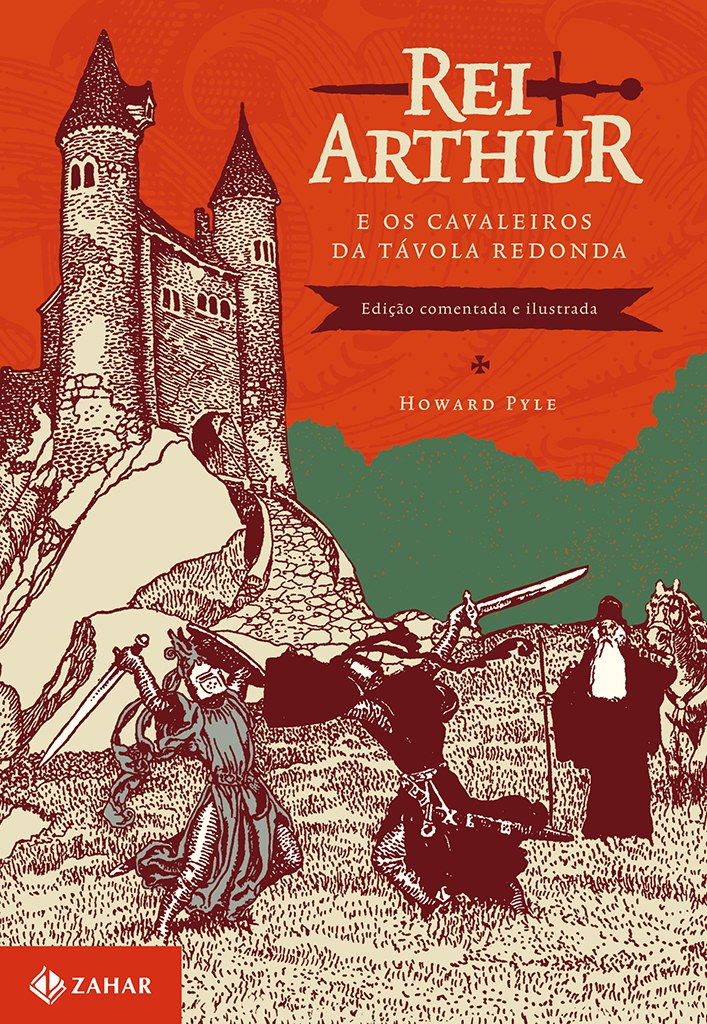 REI
ARTHUR
E OS CAVALEIROS
DA TÁVOLA REDONDA
Edição comentada e ilustrada
HOWARD PYLE
ZAHAR